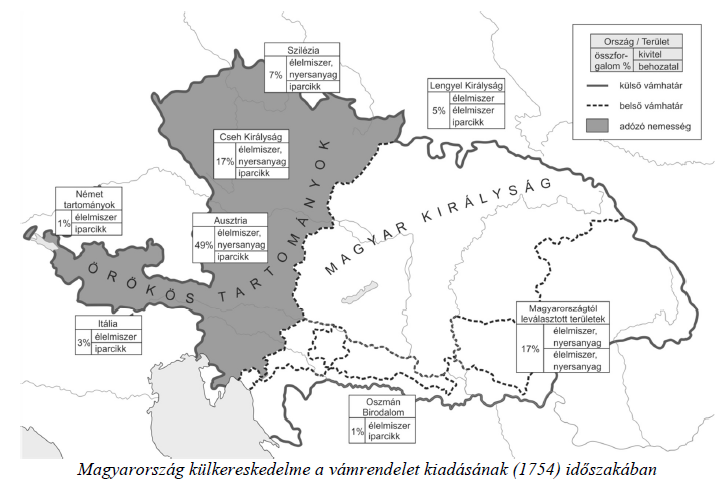 Szilézia
7%
élelmiszer,
nyersanyag
iparcikk
Ország / Terület
összfor-
galom %
kivitel
behozatal
külső vámhatár
belső vámhatár
adózó nemesség
Lengyel Királyság
5%
élelmiszer
élelmiszer
iparcikk
Cseh Királyság
17%
élelmiszer,
nyersanyag
iparcikk
Német
tartományok
1%
élelmiszer
iparcikk
Ausztria
49%
élelmiszer,
nyersanyag
iparcikk
MAGYAR KIRÁLYSÁG
ÖRÖKÖS TARTOMÁNYOK
Itália
3%
élelmiszer
iparcikk
Magyarországtól
leválasztott területek
17%
élelmiszer,
nyersanyag
élelmiszer,
nyersanyag
Oszmán
Birodalom
1%
élelmiszer
iparcikk
Magyarország külkereskedelme a vámrendelet kiadásának (1754) időszakában